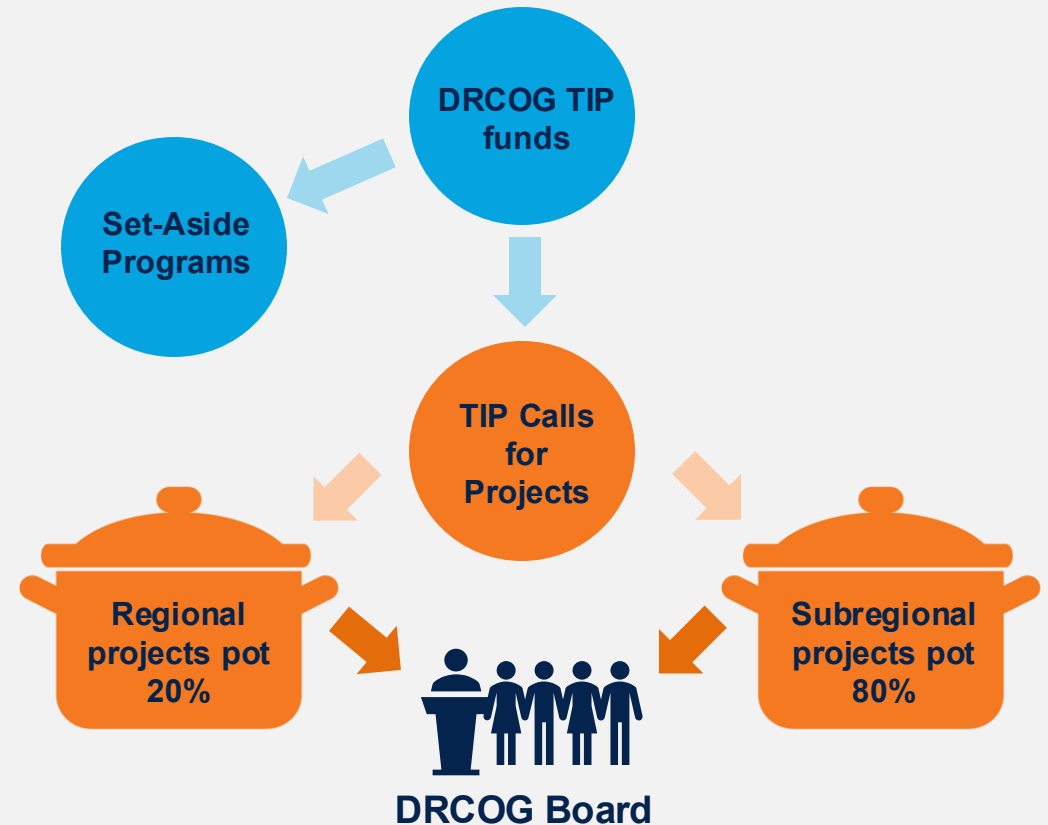 DRCOG TIP
funds
Set-Aside
Programs
TIP Calls
for
Projects
Regional
projects pot
20%
Subregional
projects pot
80%
DRCOG Board